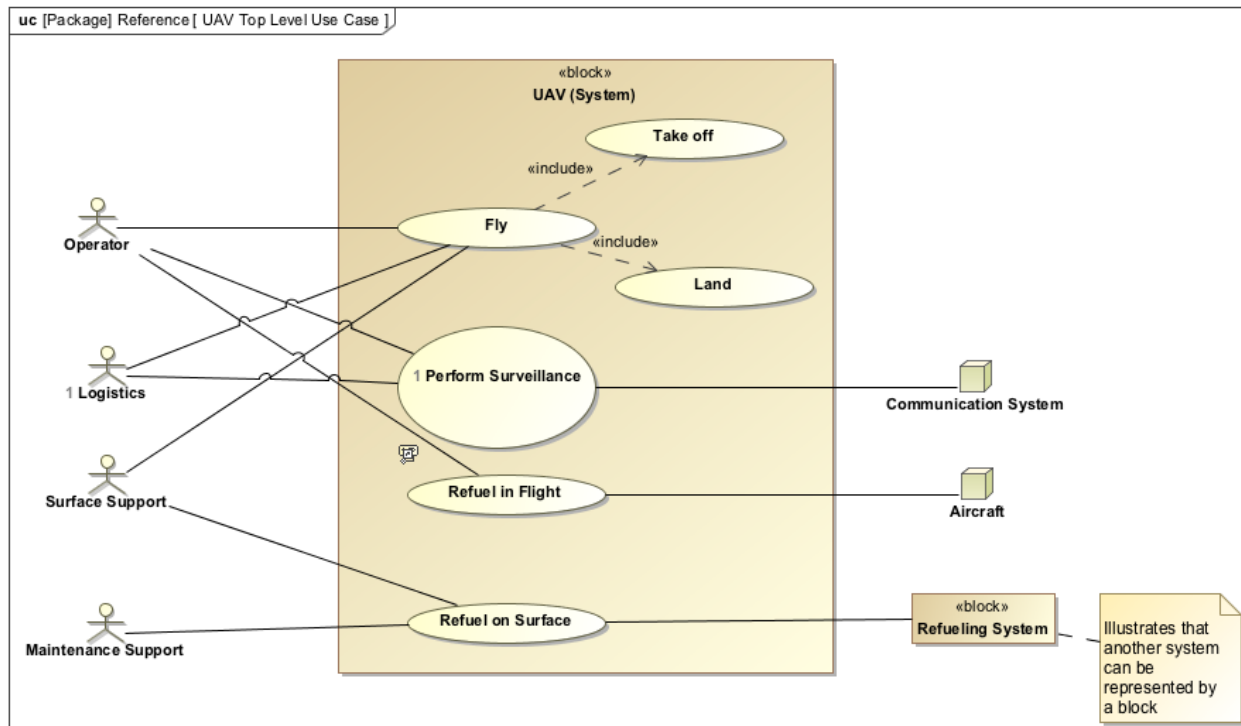 uc [Package] Reference [ UAV Top Level Use Case ]
«block»
UAV (System)
Take off
«include»
Fly
Operator
«include»
Land
1 Perform Surveillance
1 Logistics
Communication System
Refuel in Flight
Surface Support
Aircraft
«block»
Refueling System
Refuel on Surface
Maintenance Support
Illustrates that
another system
can be
represented by
a block